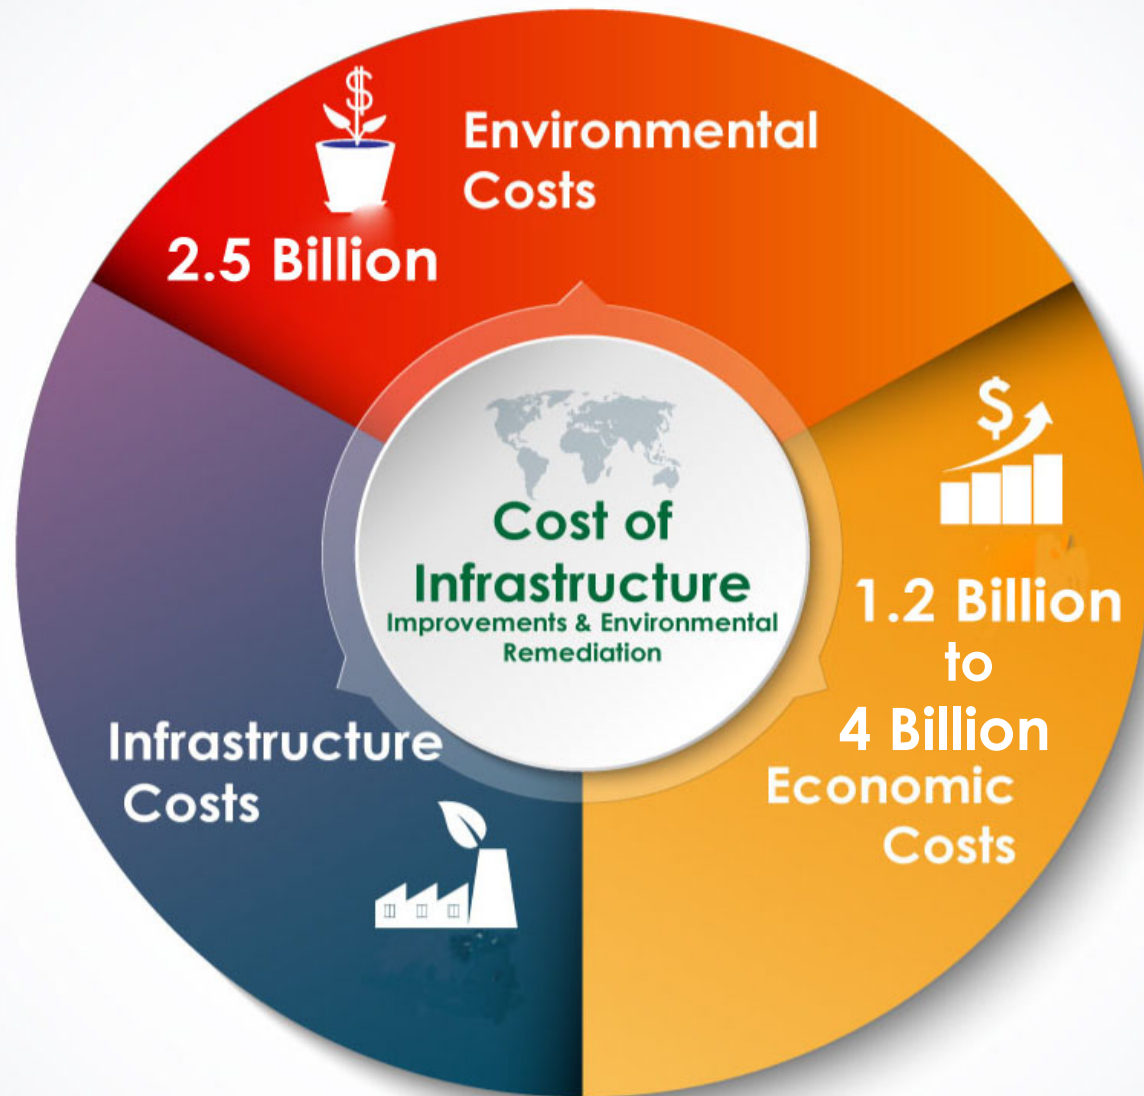 Environmental
Costs
2.5 Billion
$
1.2 Billion
to
4 Billion
Economic
Costs
Cost of
Infrastructure
Improvements & Environmental
Remediation
Infrastructure
Costs